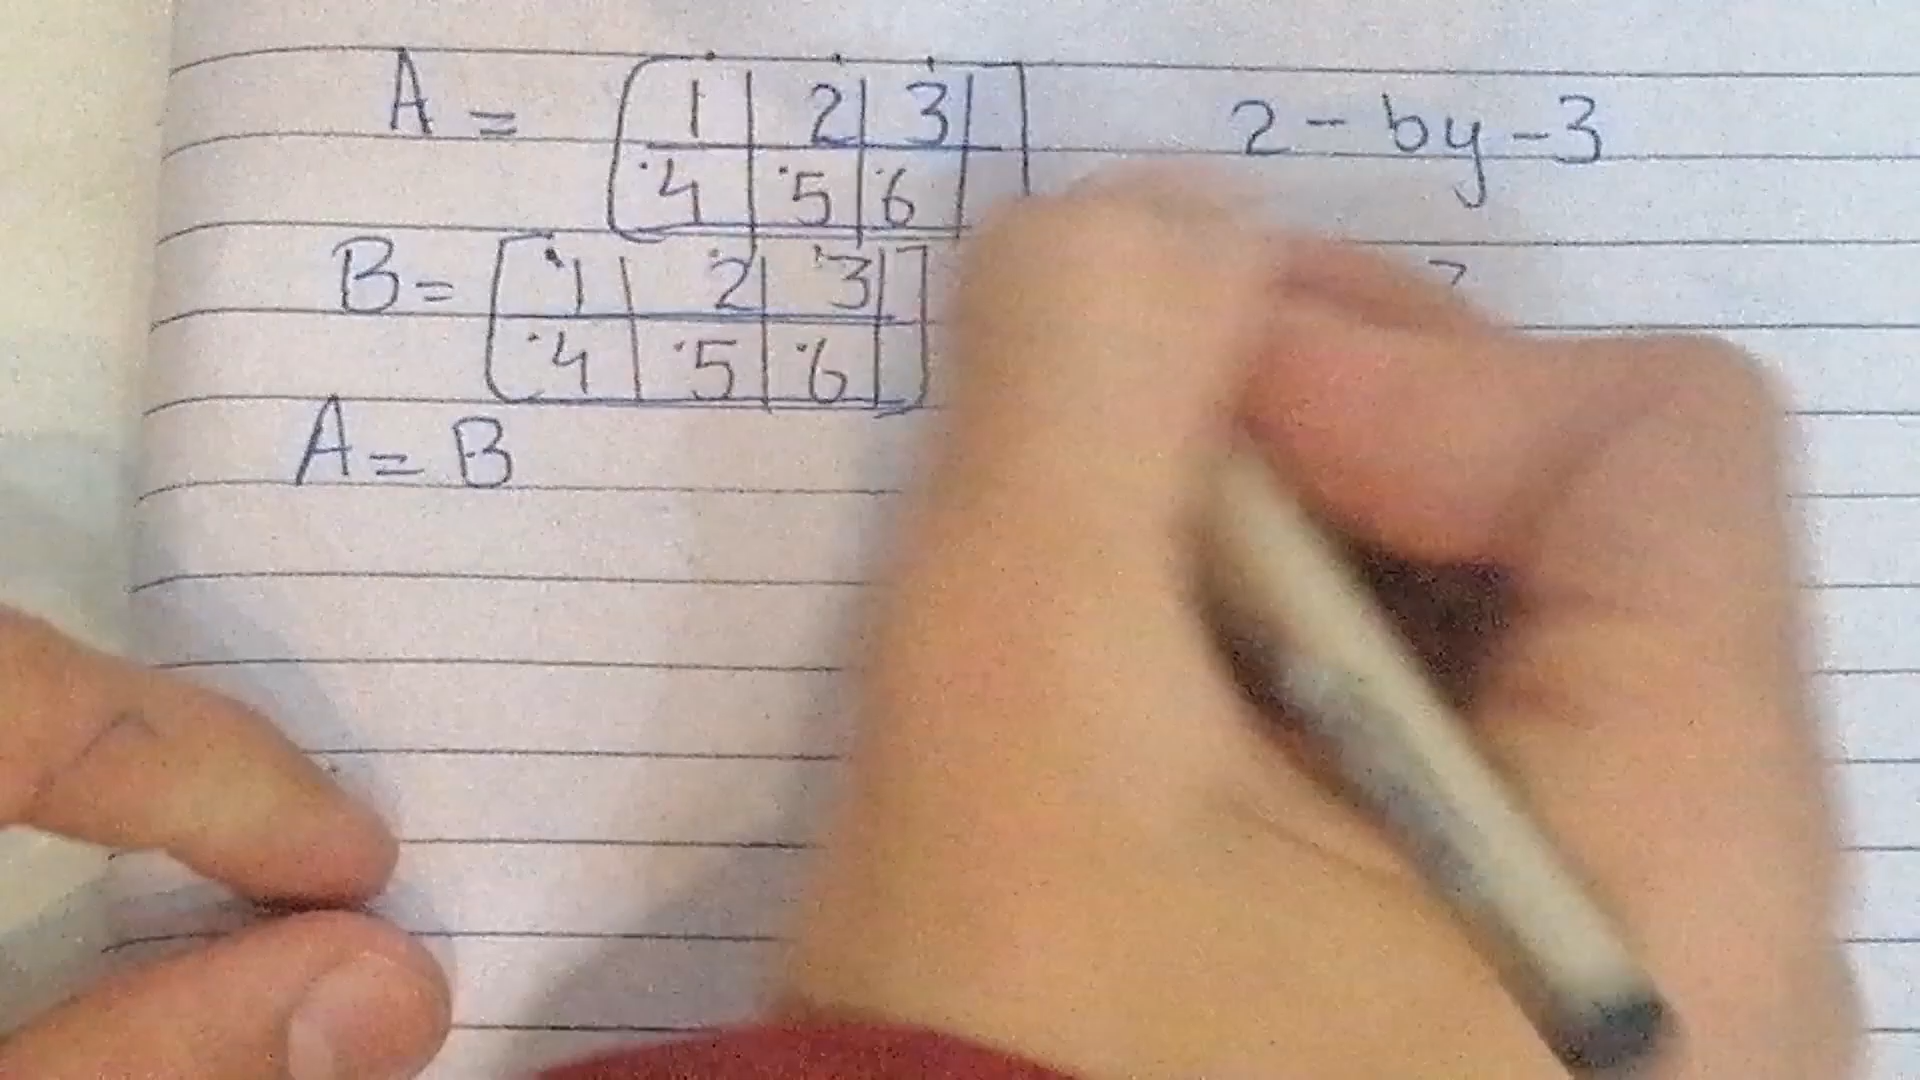 A = [1 2 3 2-by-3
4 5 6]
B = [1 2 3
4 5 6]
A = B